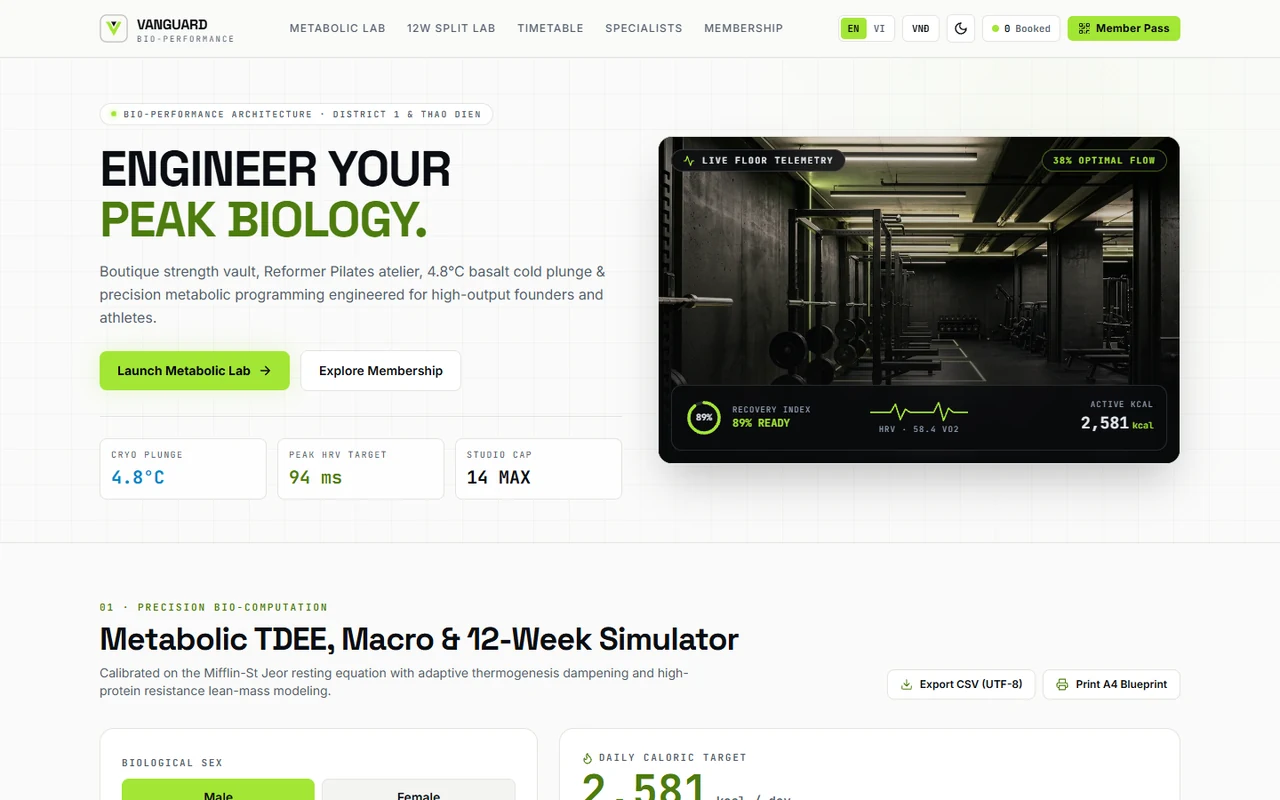 VANGUARD
BIO-PERFORMANCE
METABOLIC LAB
12W SPLIT LAB
TIMETABLE
SPECIALISTS
MEMBERSHIP
EN
VI
VNĐ
0 Booked
Member Pass
BIO-PERFORMANCE ARCHITECTURE · DISTRICT 1 & THAO DIEN
ENGINEER YOUR
PEAK BIOLOGY.
Boutique strength vault, Reformer Pilates atelier, 4.8°C basalt cold plunge &
precision metabolic programming engineered for high-output founders and
athletes.
Launch Metabolic Lab →
Explore Membership
CRYO PLUNGE
4.8°C
PEAK HRV TARGET
94 ms
STUDIO CAP
14 MAX
LIVE FLOOR TELEMETRY
38% OPTIMAL FLOW
89%
RECOVERY INDEX
89% READY
HRV · 58.4 VO2
ACTIVE KCAL
2,581 kcal
01 · PRECISION BIO-COMPUTATION
Metabolic TDEE, Macro & 12-Week Simulator
Calibrated on the Mifflin-St Jeor resting equation with adaptive thermogenesis dampening and high-
protein resistance lean-mass modeling.
Export CSV (UTF-8)
Print A4 Blueprint
BIOLOGICAL SEX
Male
Female
DAILY CALORIC TARGET
2,581 kcal / day